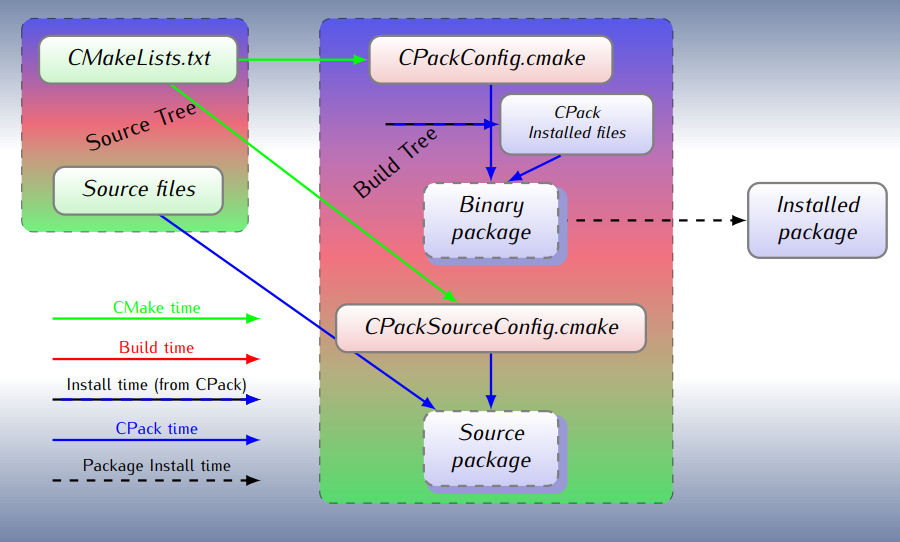 CMakeLists.txt
Source Tree
Source files
CPackConfig.cmake
CPack
Installed files
Build Tree
Binary
package
Installed
package
CPackSourceConfig.cmake
Source
package
CMake time
Build time
Install time (from CPack)
CPack time
Package Install time